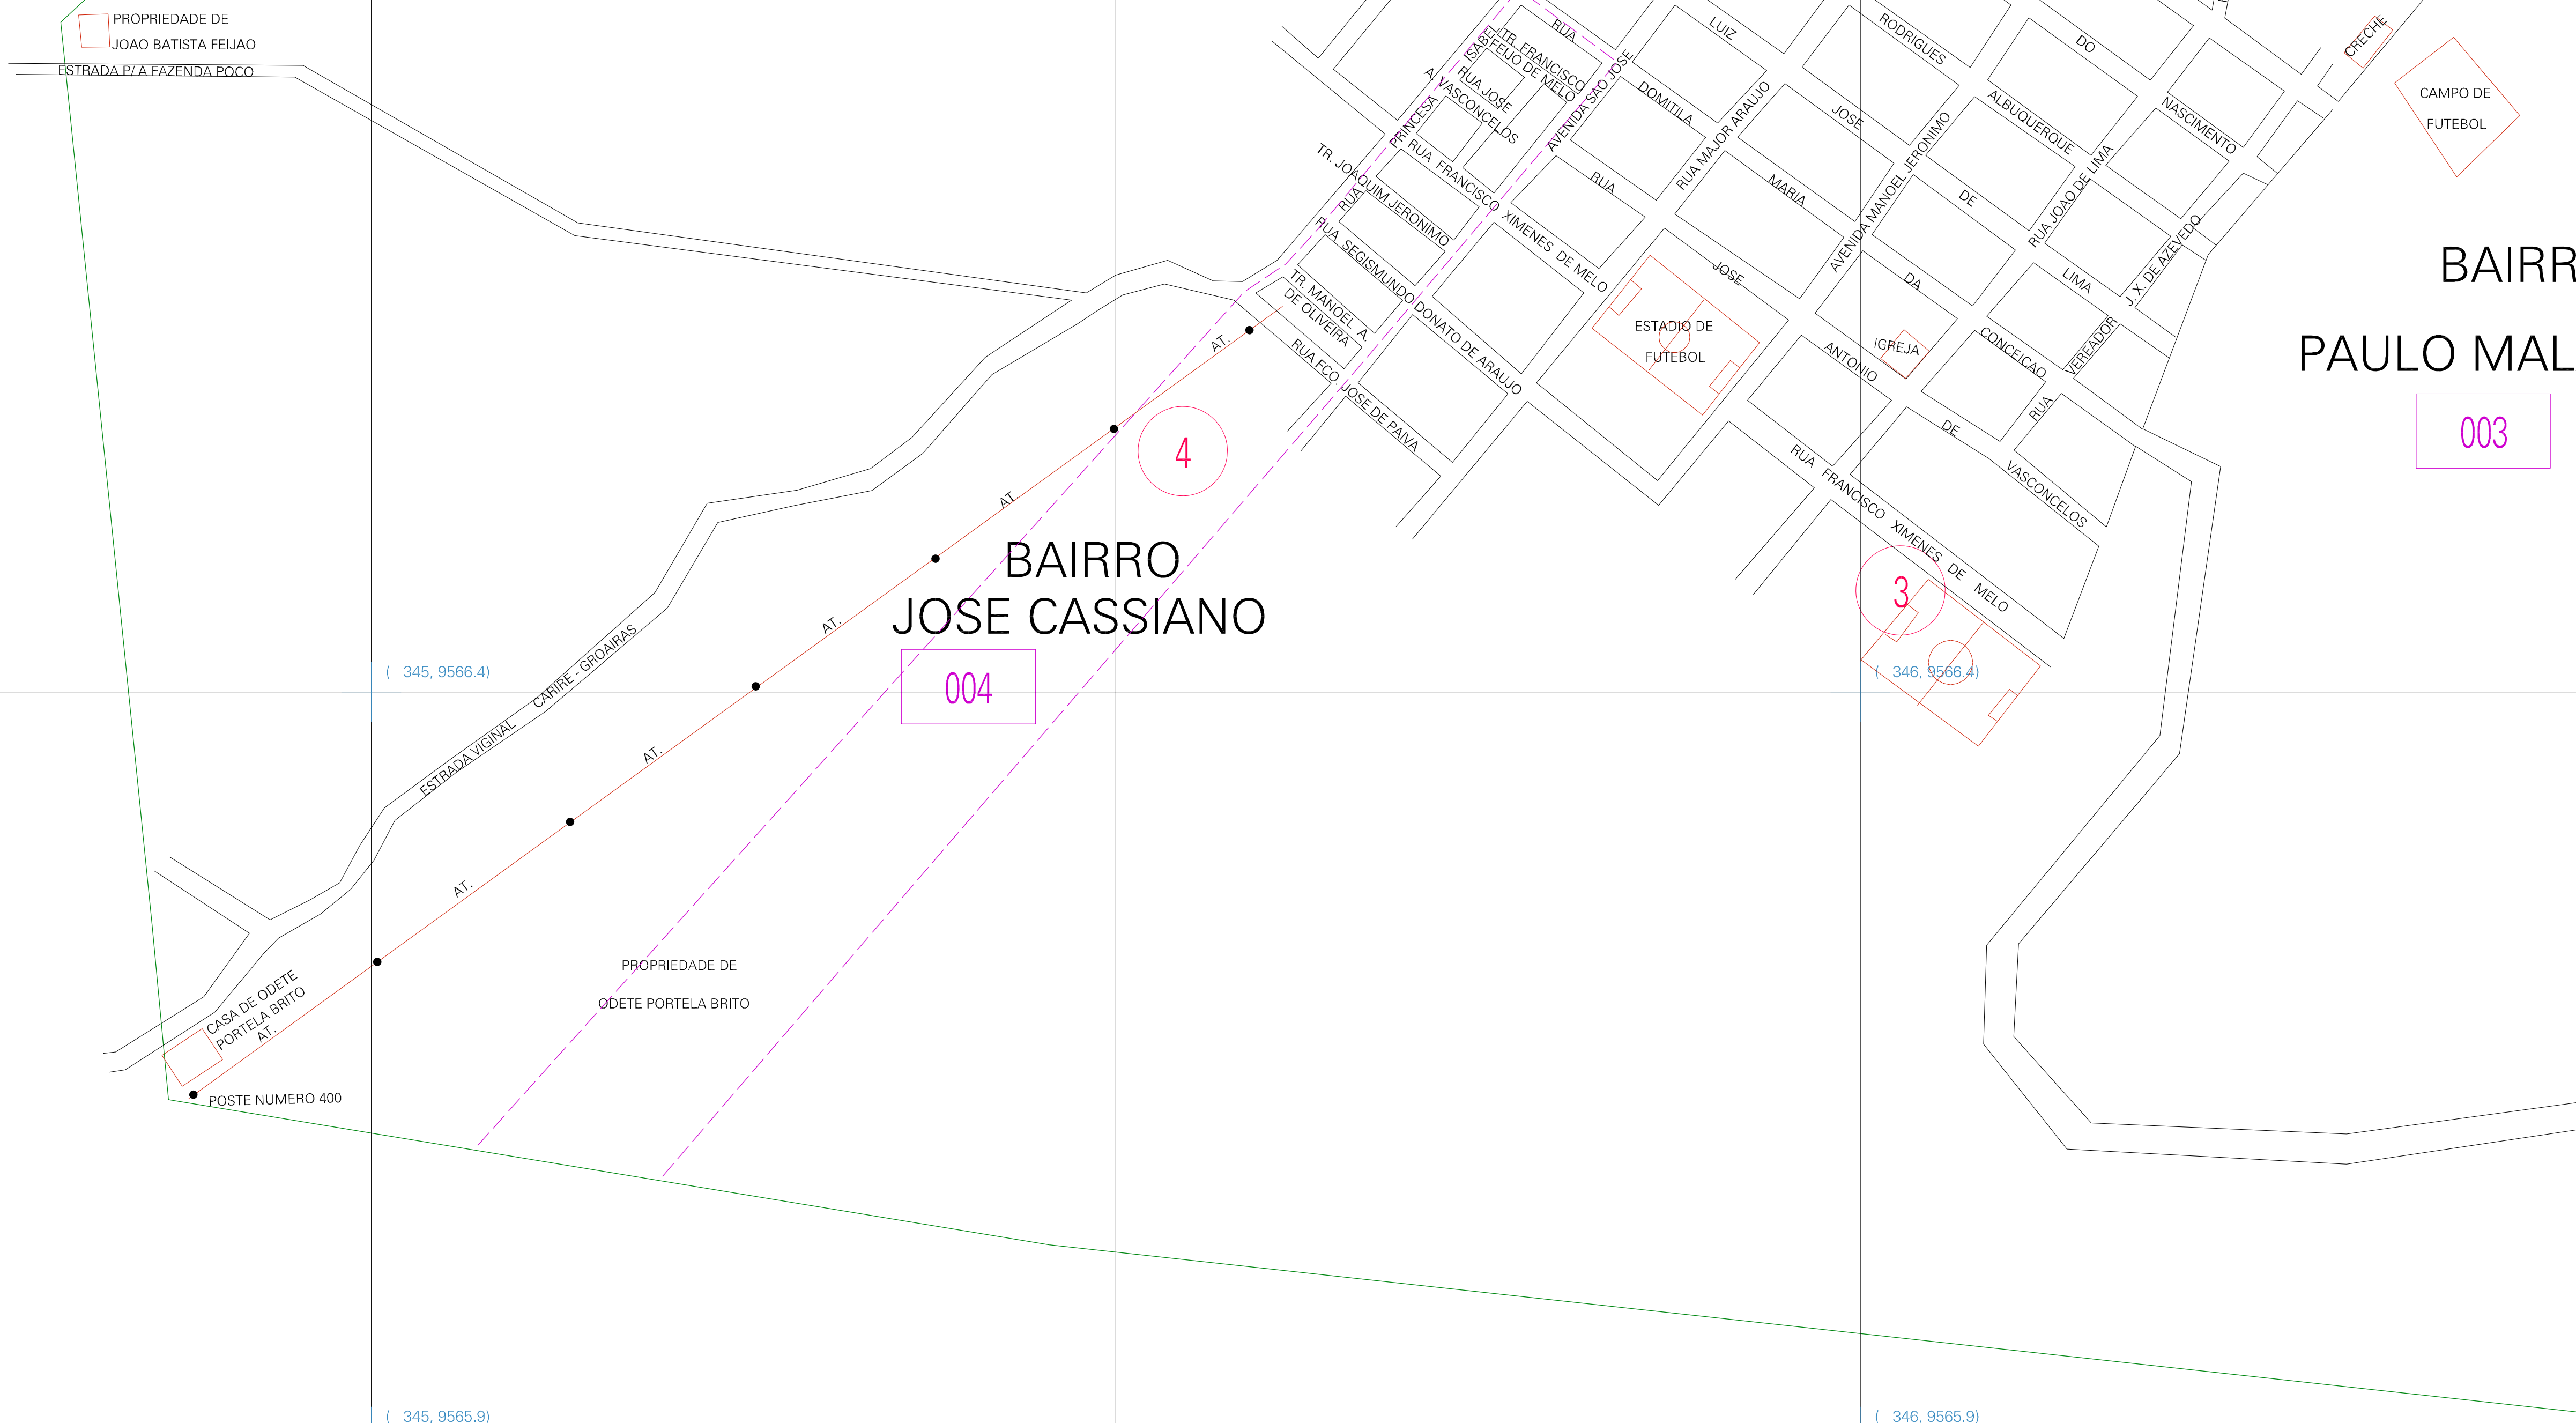 PROPRIEDADE DE
JOAO BATISTA FEIJAO
ESTRADA P/ A FAZENDA POCO
RUA PRINCESA ISABEL
TR. FRANCISCO
FEIJO DE MELO
RUA JOSE
A. VASCONCELOS
RUA FRANCISCO XIMENES DE MELO
TR. JOAQUIM JERONIMO
RUA SEGISMUNDO DONATO DE ARAUJO
TR. MANOEL A.
DE OLIVEIRA
RUA FCO. JOSE DE PAIVA
AVENIDA SAO JOSE
RUA DOMITILA
RUA MAJOR ARAUJO
LUIZ
RODRIGUES
DO
NASCIMENTO
JOSE
ALBUQUERQUE
MARIA
DE
LIMA
RUA
JOSE
DA
CONCEICAO
ANTONIO
DE
VASCONCELOS
AVENIDA MANOEL JERONIMO
RUA JOAO DE LIMA
RUA VEREADOR J. X. DE AZEVEDO
RUA FRANCISCO XIMENES DE MELO
CRECHE
CAMPO DE
FUTEBOL
ESTADIO DE
FUTEBOL
IGREJA
BAIRR
PAULO MAL
003
4
3
BAIRRO
JOSE CASSIANO
004
AT.
AT.
AT.
AT.
AT.
AT.
( 345, 9566.4)
( 346, 9566.4)
ESTRADA VIGINAL CARIRE - GROAIRAS
PROPRIEDADE DE
ODETE PORTELA BRITO
CASA DE ODETE
PORTELA BRITO
POSTE NUMERO 400
( 345, 9565.9)
( 346, 9565.9)